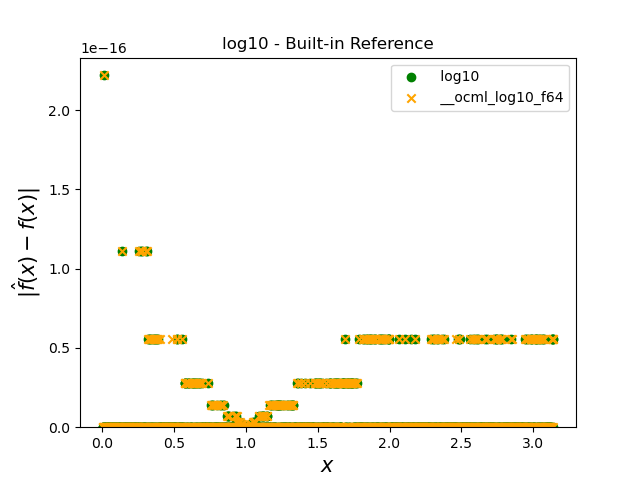 log10 - Built-in Reference
1e−16
log10
__ocml_log10_f64
2.0
1.5
1.0
0.5
0.0
|f̂(x) − f(x)|
0.0 0.5 1.0 1.5 2.0 2.5 3.0
x